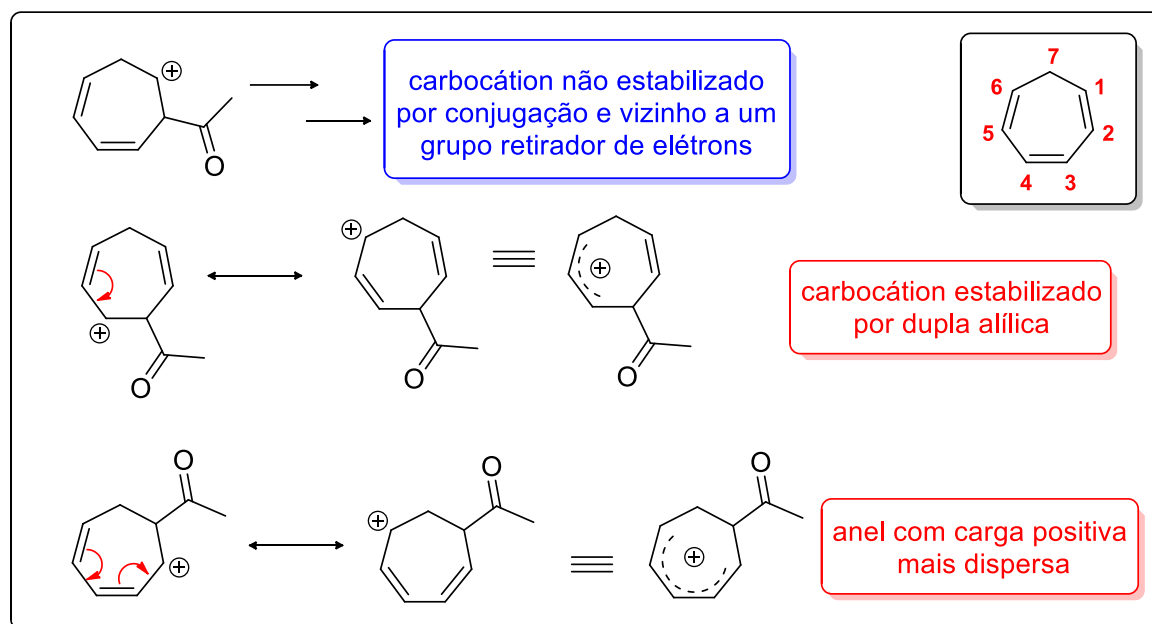 carbocátion não estabilizado
por conjugação e vizinho a um
grupo retirador de elétrons
O
7
6
1
5
2
4
3
carbocátion estabilizado
por dupla alílica
O
O
O
O
O
O
anel com carga positiva
mais dispersa